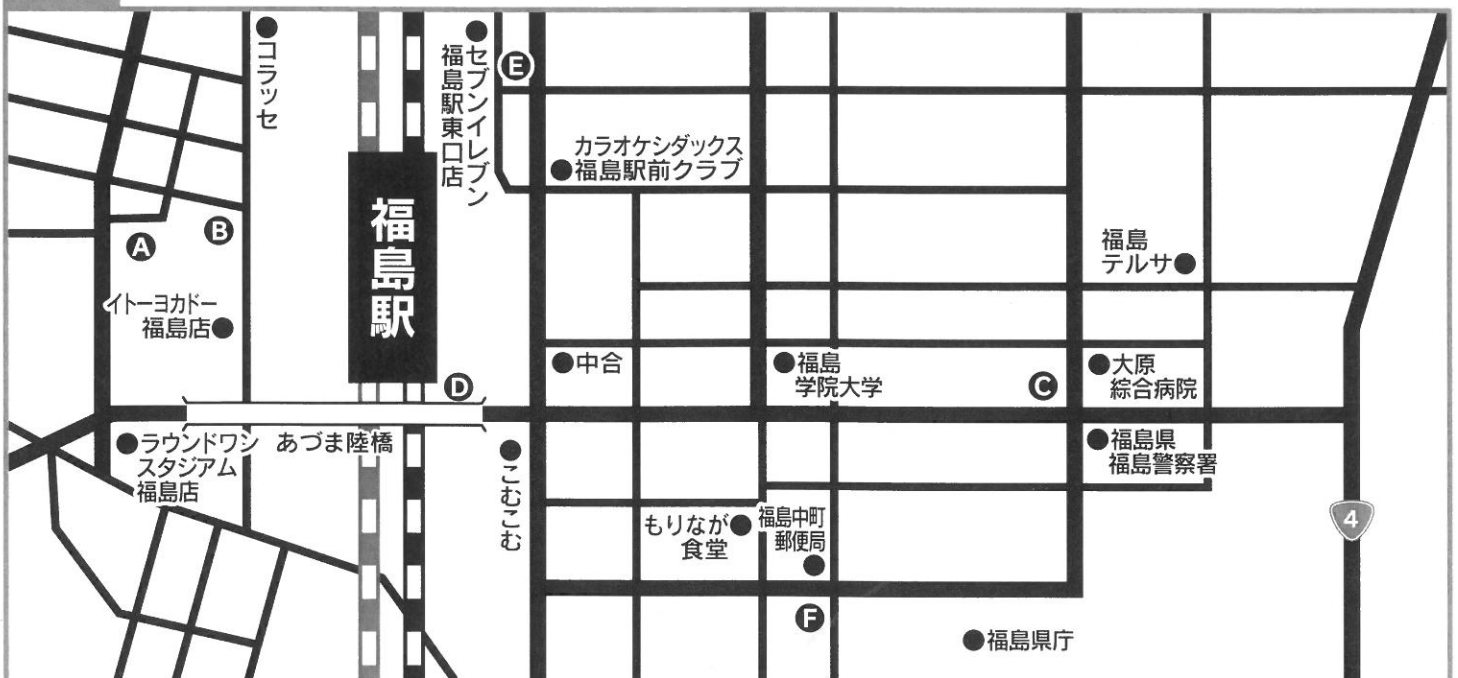 コラッセ
セブンイレブン
福島駅東口店
E
カラオケシダックス
福島駅前クラブ
福島駅
A
B
福島
テルサ
イトーヨカドー
福島店
中合
福島
学院大学
大原
綜合病院
C
D
ラウンドワン
スタジアム
福島店
あづま陸橋
こむこむ
福島県
福島警察署
もりなが
食堂
福島中町
郵便局
4
F
福島県庁